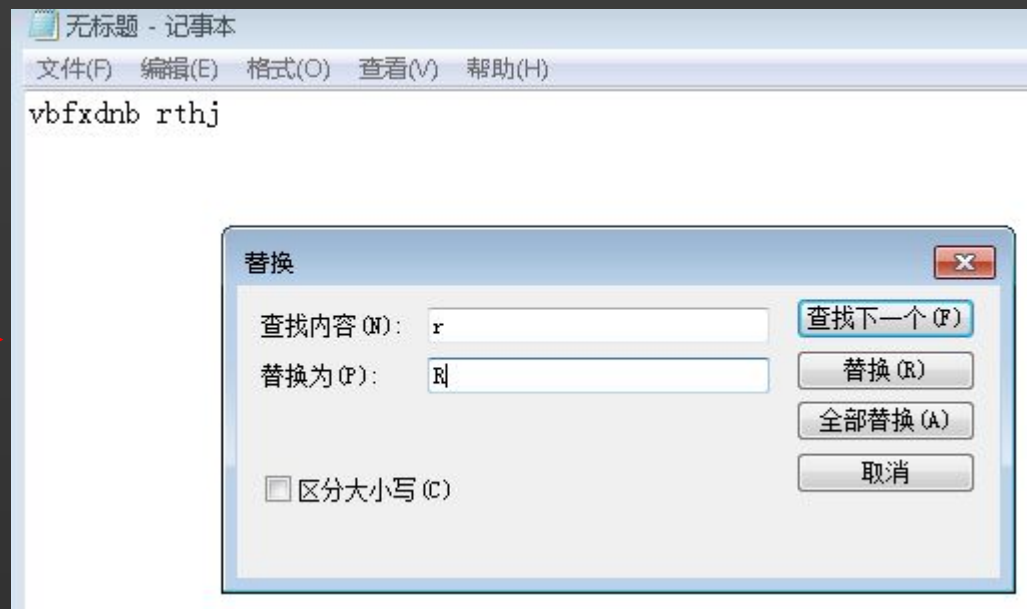 无标题 - 记事本
文件(F) 编辑(E) 格式(O) 查看(V) 帮助(H)
vbfxdnb rthj
替换
查找内容(N): r 查找下一个(F)
替换为(P): R 替换(R)
全部替换(A)
区分大小写(C) 取消